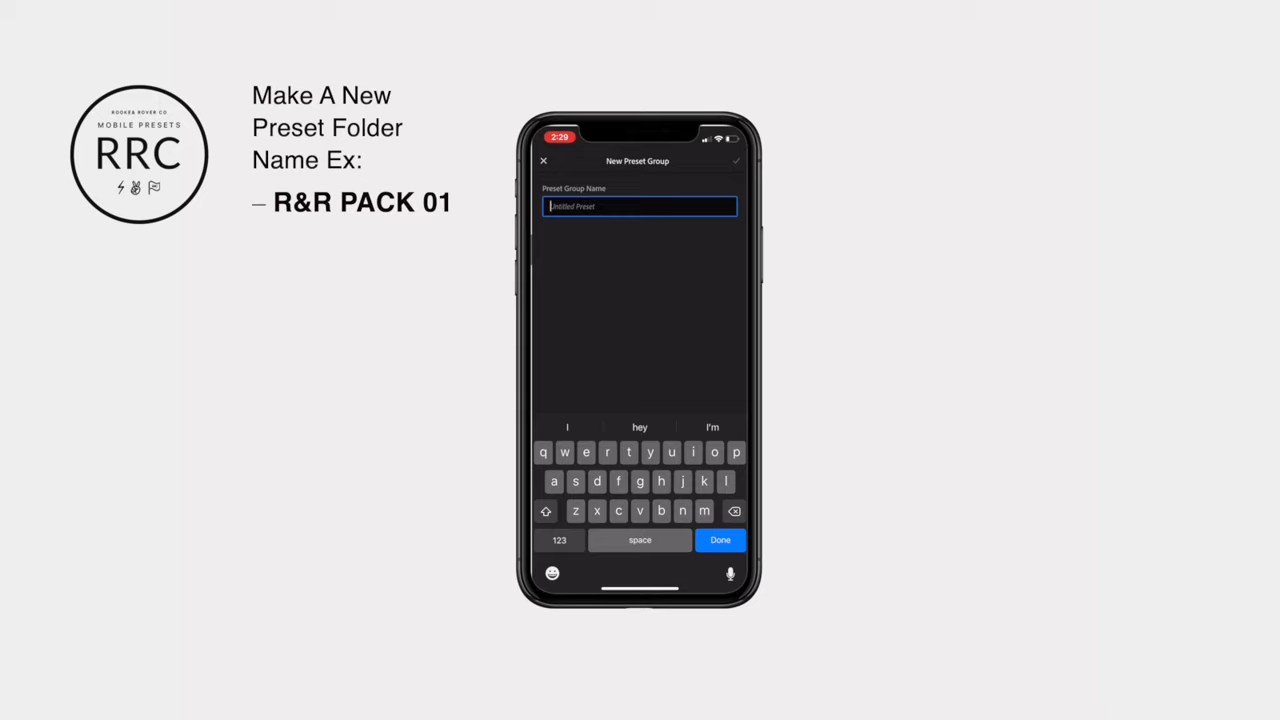 ROOKE& ROVER.CO
MOBILE PRESETS
RRC
Make A New
Preset Folder
Name Ex:
– R&R PACK 01
2:29
New Preset Group
Preset Group Name
Untitled Preset
I hey I'm
q w e r t y u i o p
a s d f g h j k l
z x c v b n m
123 space Done